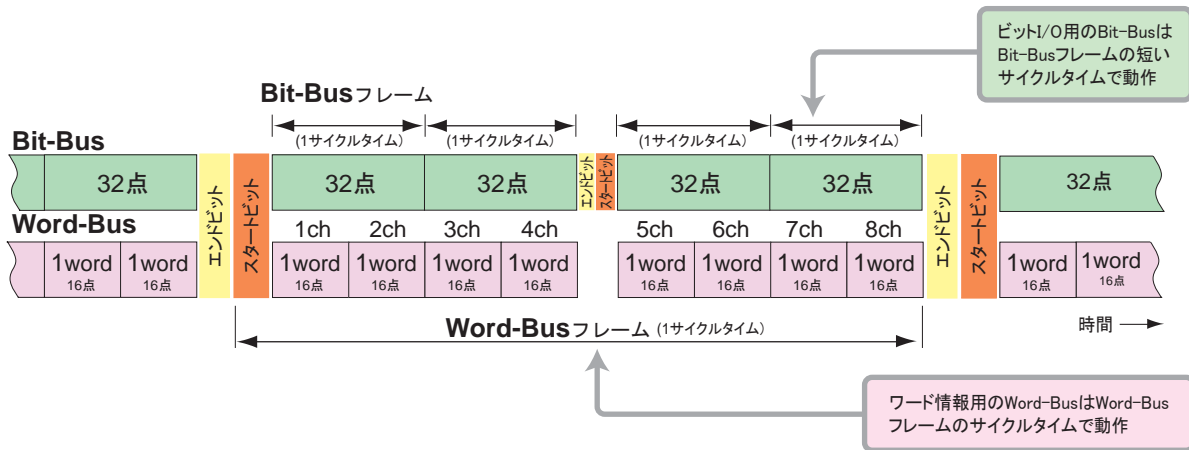 ビットI/O用のBit-Busは
Bit-Busフレームの短い
サイクルタイムで動作
Bit-Busフレーム
(1サイクルタイム) (1サイクルタイム) (1サイクルタイム) (1サイクルタイム)
Bit-Bus
32点 エンドビット スタートビット 32点 32点 エンドビット スタートビット 32点 32点 エンドビット スタートビット 32点
Word-Bus
1ch 2ch 3ch 4ch 5ch 6ch 7ch 8ch
1word 1word 1word 1word 1word 1word 1word 1word 1word 1word 1word 1word
16点 16点 16点 16点 16点 16点 16点 16点 16点 16点 16点 16点
Word-Busフレーム (1サイクルタイム)
時間
ワード情報用のWord-BusはWord-Bus
フレームのサイクルタイムで動作